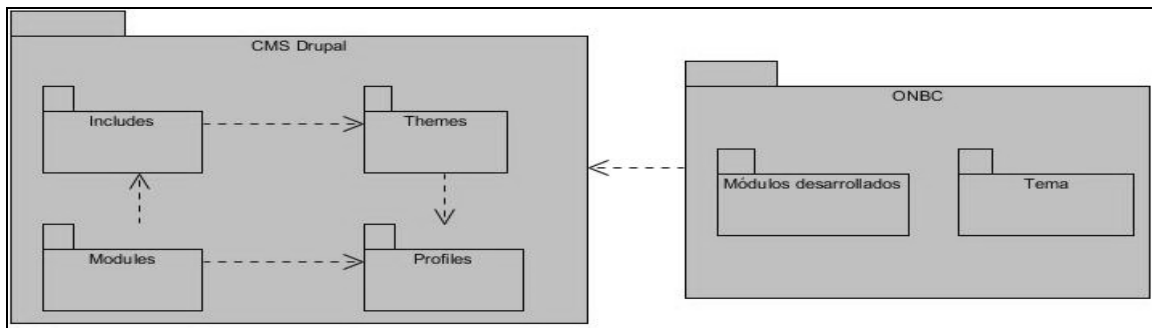 CMS Drupal
Includes
Themes
Modules
Profiles
ONBC
Módulos desarrollados
Tema